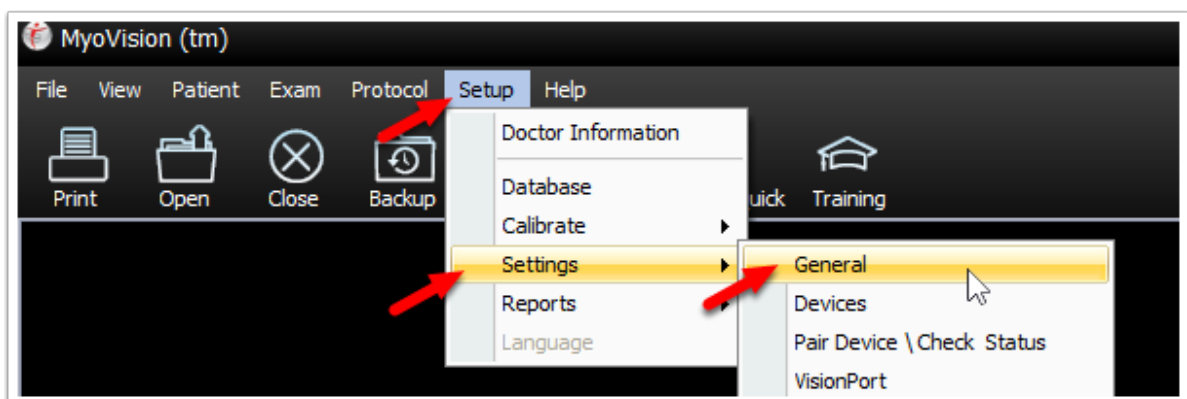 MyoVision (tm)
File View Patient Exam Protocol Setup Help
Print Open Close Backup uick Training
Doctor Information
Database
Calibrate
Settings
Reports
Language
General
Devices
Pair Device \ Check Status
VisionPort